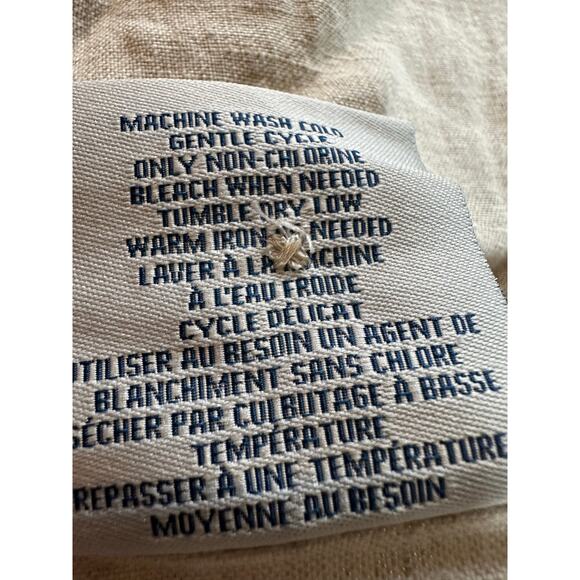 MACHINE WASH COLD
GENTLE CYCLE
ONLY NON-CHLORINE
BLEACH WHEN NEEDED
TUMBLE DRY LOW
WARM IRON NEEDED
LAVER À LA MACHINE
À L'EAU FROIDE
CYCLE DÉLICAT
UTILISER AU BESOIN UN AGENT DE
BLANCHIMENT SANS CHLORE
SÉCHER PAR CULBUTAGE À BASSE
TEMPÉRATURE
REPASSER À UNE TEMPÉRATURE
MOYENNE AU BESOIN